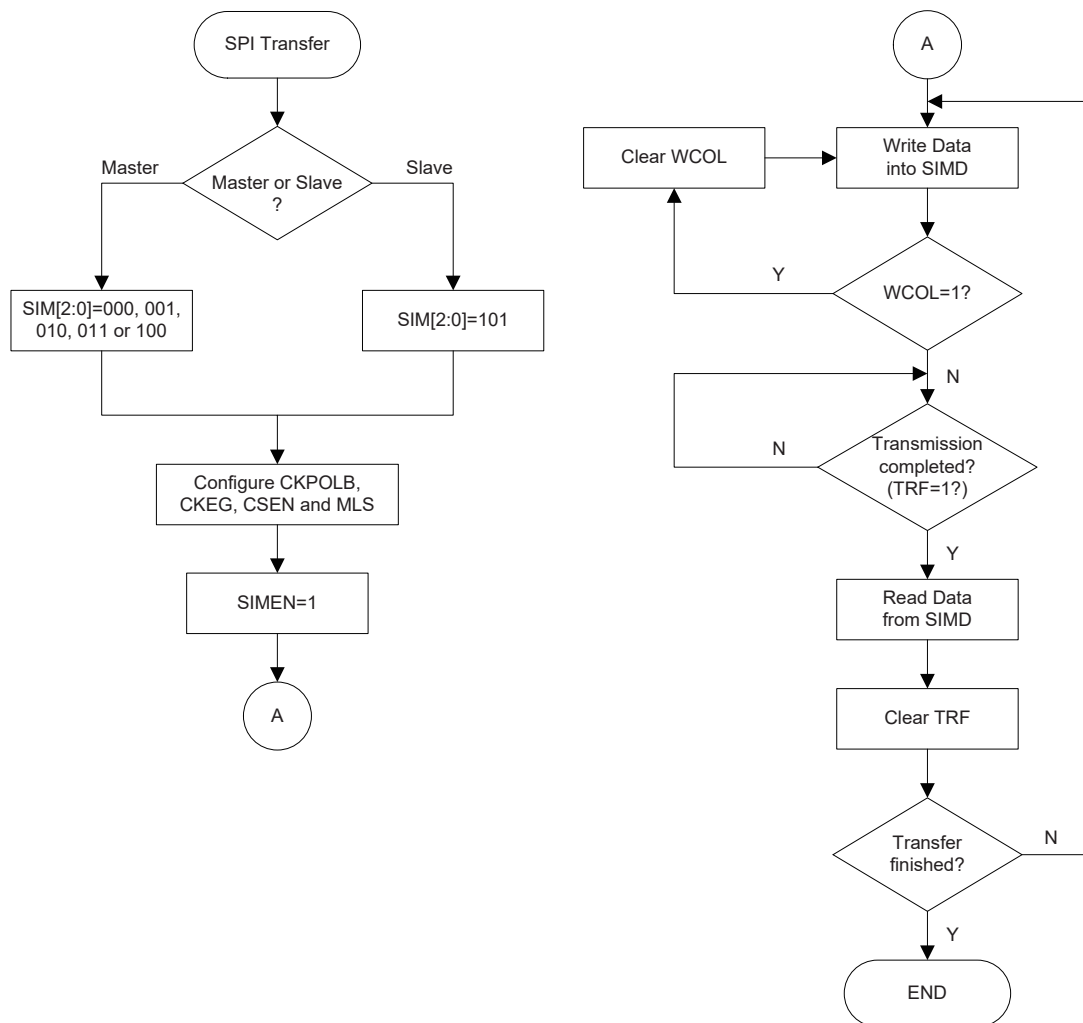 SPI Transfer
Master
Master or Slave
?
Slave
SIM[2:0]=000, 001,
010, 011 or 100
SIM[2:0]=101
Configure CKPOLB,
CKEG, CSEN and MLS
SIMEN=1
A
A
Clear WCOL
Write Data
into SIMD
Y
WCOL=1?
N
N
Transmission
completed?
(TRF=1?)
Y
Read Data
from SIMD
Clear TRF
Transfer
finished?
N
Y
END